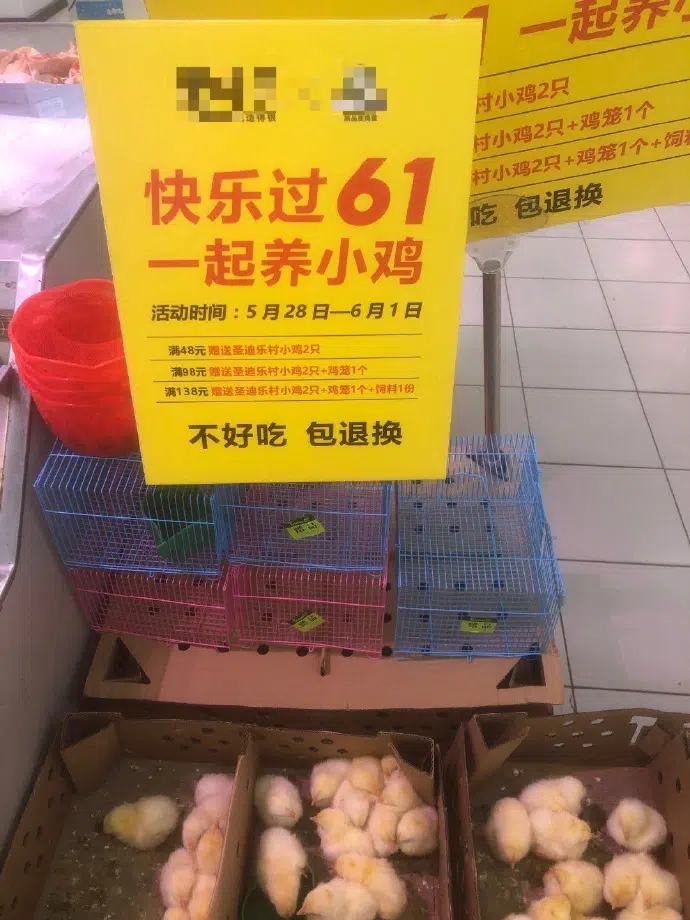 快乐过61
一起养小鸡
活动时间：5月28日—6月1日
满48元 赠送圣迪乐村小鸡2只
满98元 赠送圣迪乐村小鸡2只+鸡笼1个
满138元 赠送圣迪乐村小鸡2只+鸡笼1个+饲料1份
不好吃 包退换
一起养小
村小鸡2只
村小鸡2只+鸡笼1个
村小鸡2只+鸡笼1个+饲料
吃 包退换